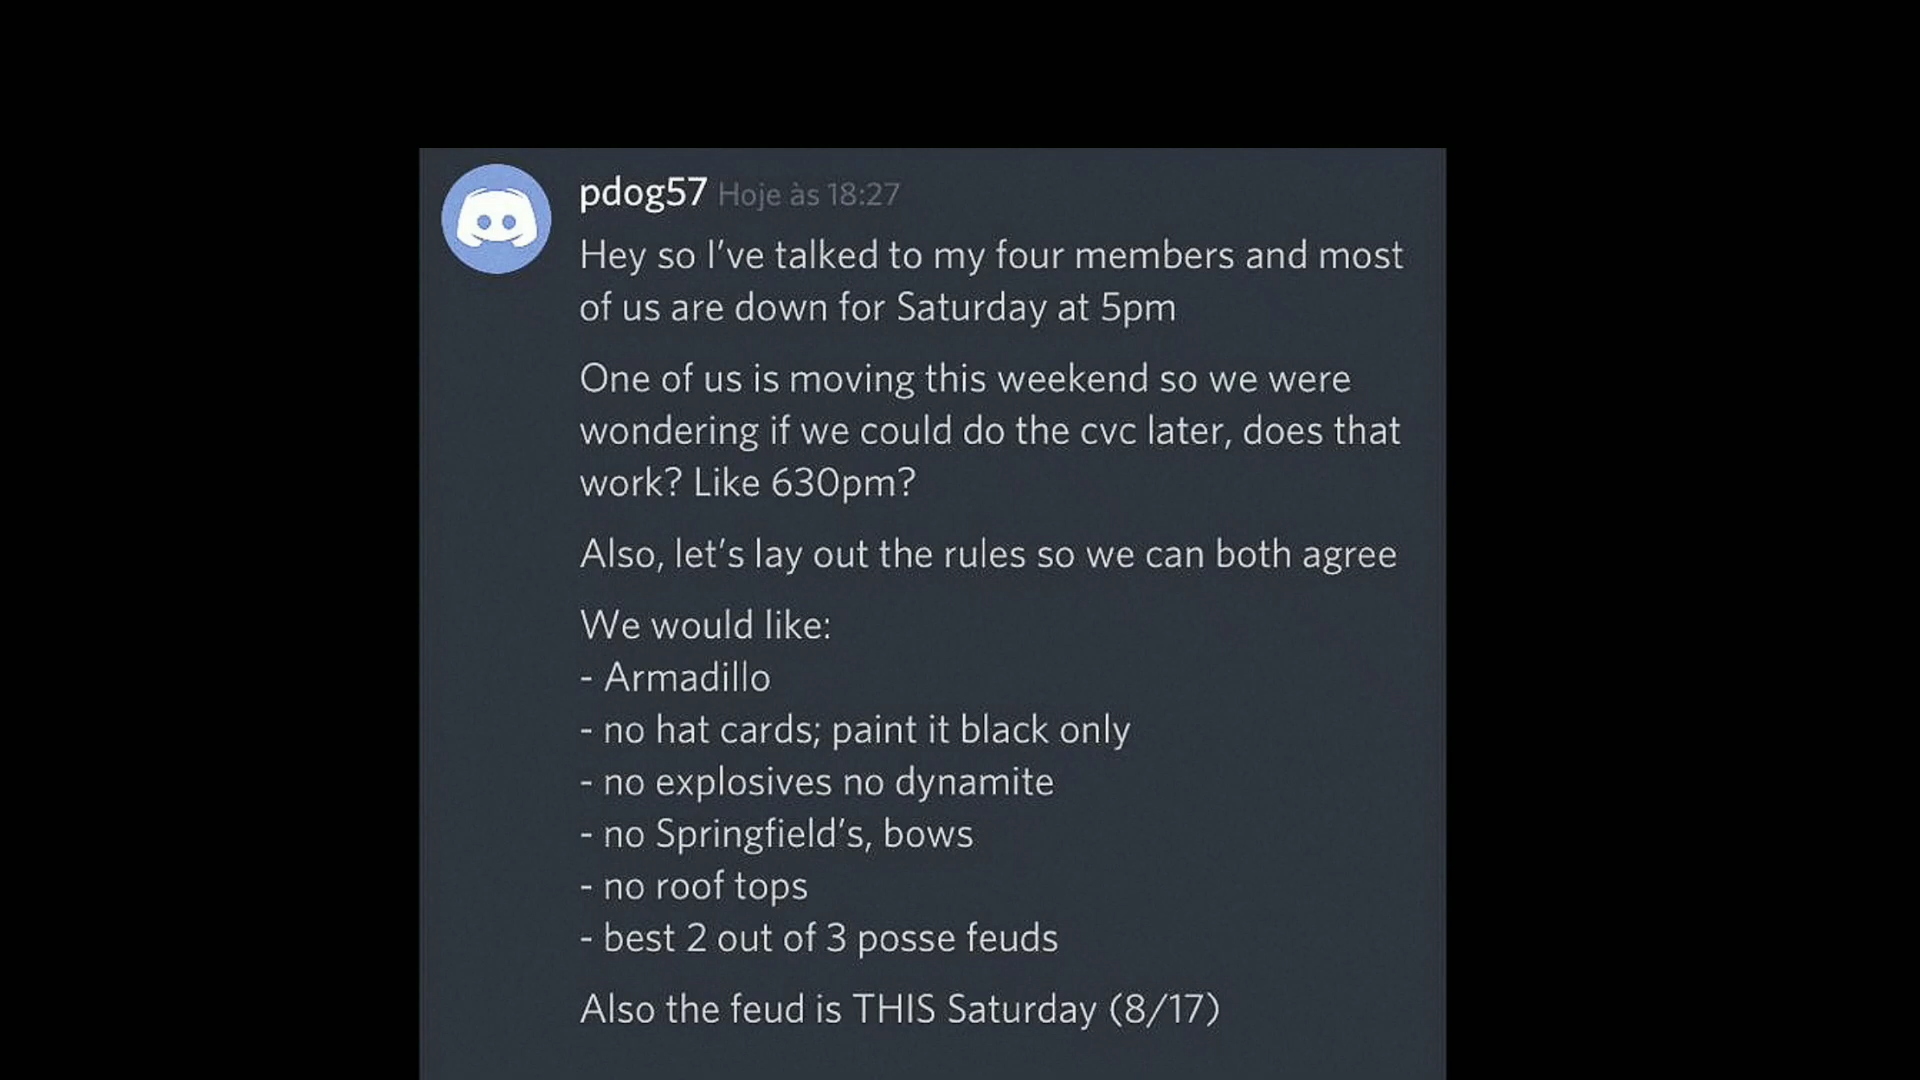 pdog57 Hoje às 18:27
Hey so I've talked to my four members and most
of us are down for Saturday at 5pm
One of us is moving this weekend so we were
wondering if we could do the cvc later, does that
work? Like 630pm?
Also, let's lay out the rules so we can both agree
We would like:
- Armadillo
- no hat cards; paint it black only
- no explosives no dynamite
- no Springfield's, bows
- no roof tops
- best 2 out of 3 posse feuds
Also the feud is THIS Saturday (8/17)